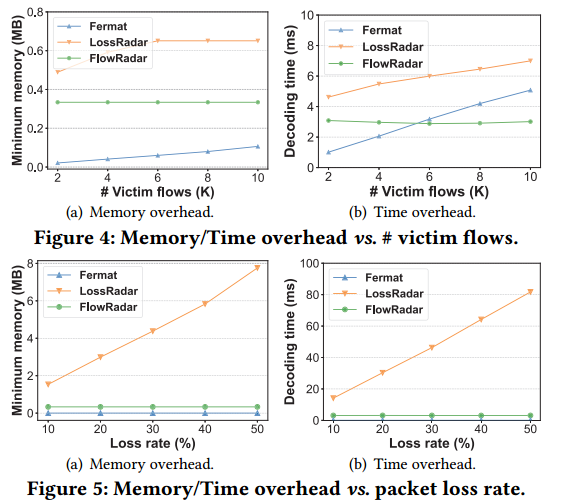 Minimum memory (MB)
0.8
0.6
0.4
0.2
0.0
Fermat
LossRadar
FlowRadar
2 4 6 8 10
# Victim flows (K)
(a) Memory overhead.
Decoding time (ms)
10
8
6
4
2
0
Fermat
LossRadar
FlowRadar
2 4 6 8 10
# Victim flows (K)
(b) Time overhead.
Figure 4: Memory/Time overhead vs. # victim flows.
Minimum memory (MB)
8
6
4
2
0
Fermat
LossRadar
FlowRadar
10 20 30 40 50
Loss rate (%)
(a) Memory overhead.
Decoding time (ms)
100
80
60
40
20
0
Fermat
LossRadar
FlowRadar
10 20 30 40 50
Loss rate (%)
(b) Time overhead.
Figure 5: Memory/Time overhead vs. packet loss rate.